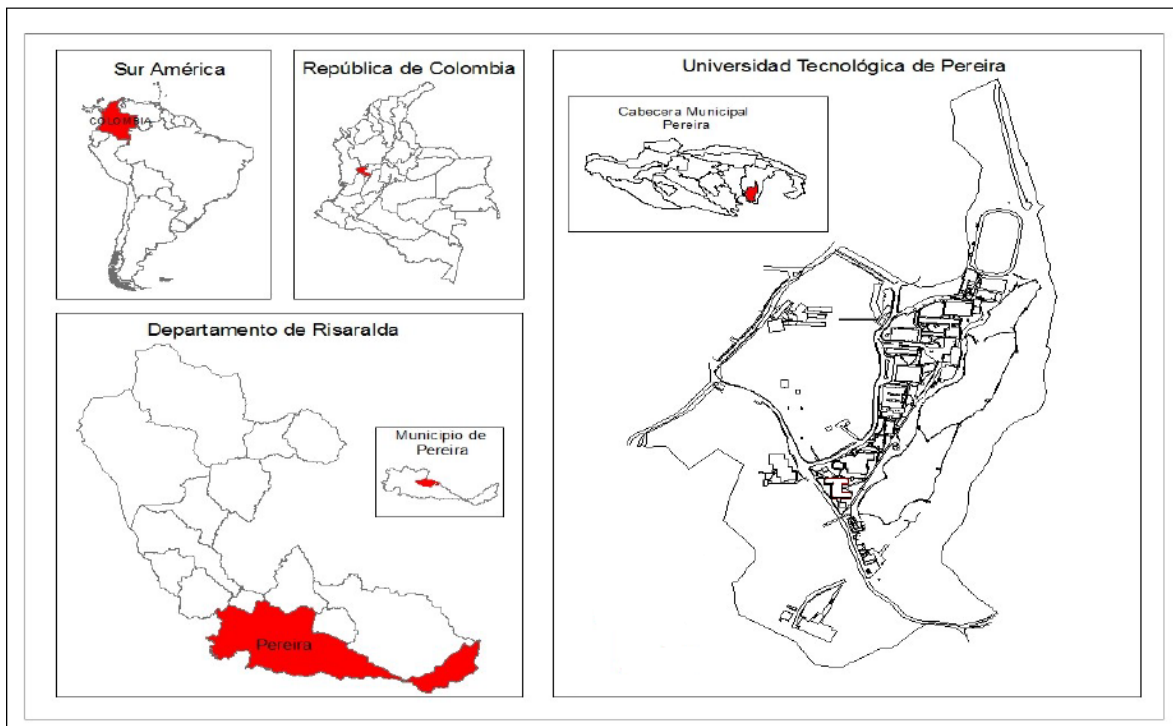 Sur América
COLOMBIA
República de Colombia
Universidad Tecnológica de Pereira
Cabecera Municipal
Pereira
Departamento de Risaralda
Municipio de
Pereira
Pereira